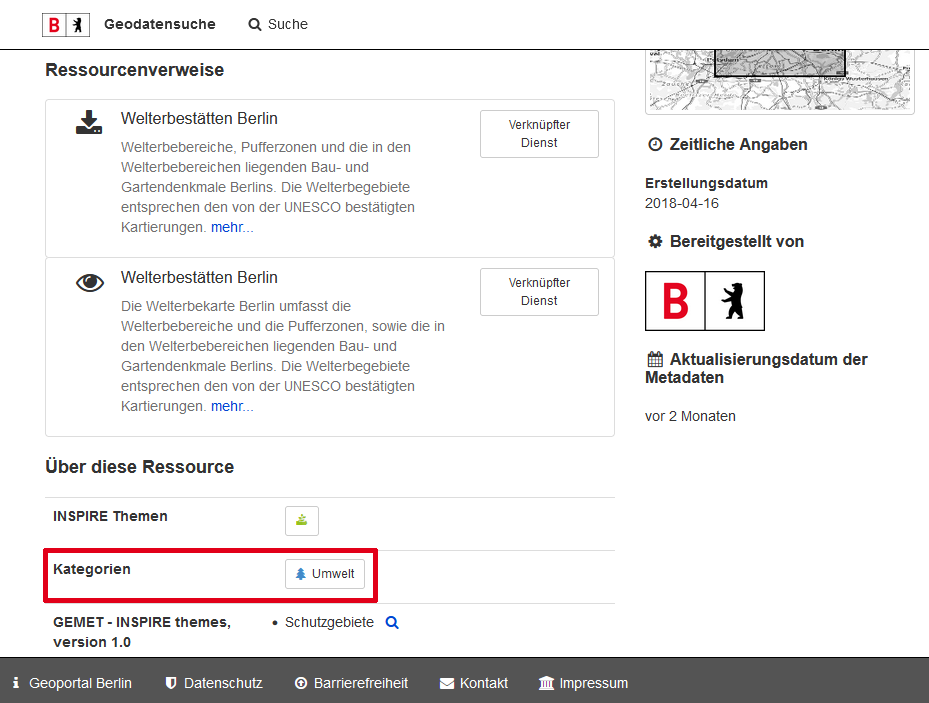 B Geodatensuche Suche
Ressourcenverweise
Welterbestätten Berlin
Verknüpfter
Dienst
Welterbebereiche, Pufferzonen und die in den
Welterbebereichen liegenden Bau- und
Gartendenkmale Berlins. Die Welterbegebiete
entsprechen den von der UNESCO bestätigten
Kartierungen. mehr...
Welterbestätten Berlin
Verknüpfter
Dienst
Die Welterbekarte Berlin umfasst die
Welterbebereiche und die Pufferzonen, sowie die in
den Welterbebereichen liegenden Bau- und
Gartendenkmale Berlins. Die Welterbegebiete
entsprechen den von der UNESCO bestätigten
Kartierungen. mehr...
Über diese Ressource
INSPIRE Themen
Kategorien Umwelt
GEMET - INSPIRE themes,
version 1.0
• Schutzgebiete
Zeitliche Angaben
Erstellungsdatum
2018-04-16
Bereitgestellt von
B
Aktualisierungsdatum der
Metadaten
vor 2 Monaten
Geoportal Berlin Datenschutz Barrierefreiheit Kontakt Impressum